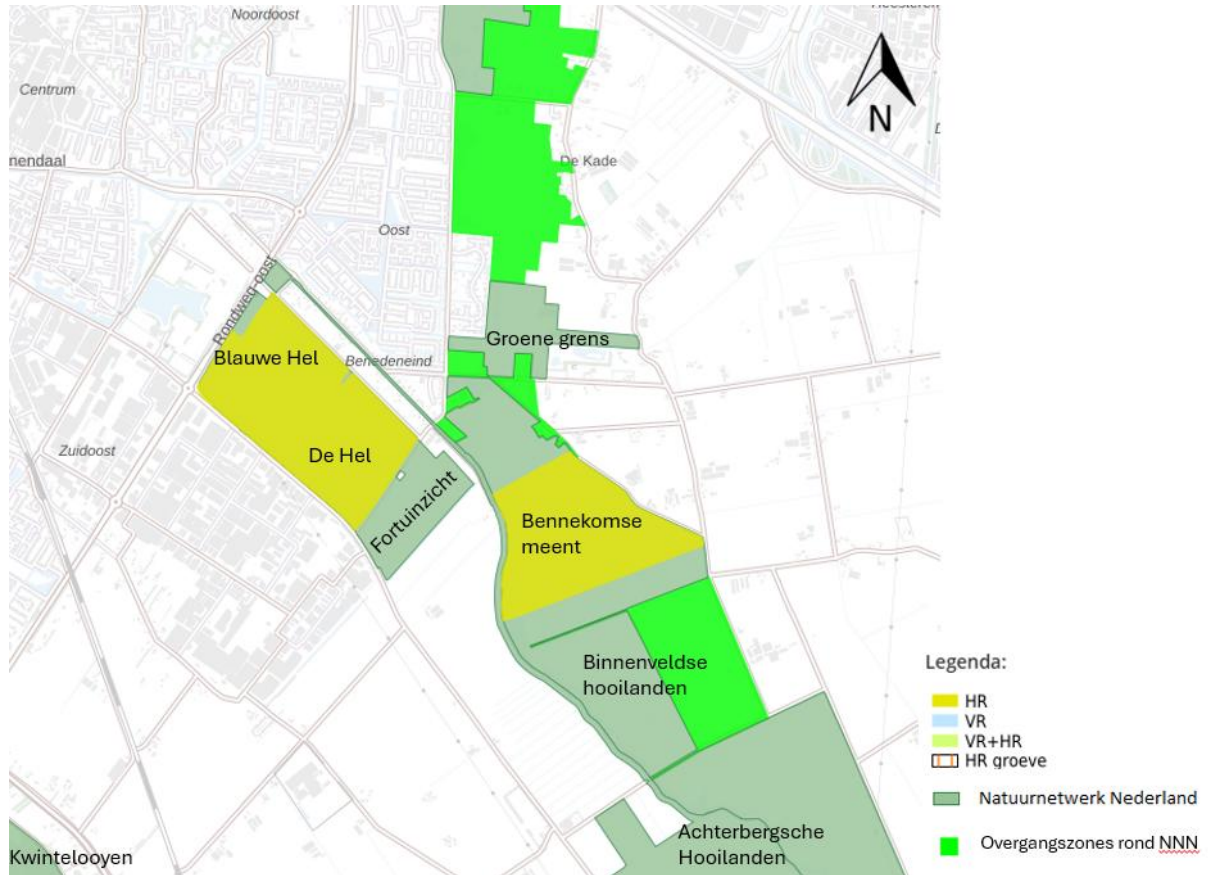 Noordoost
Centrum
N
De Kade
nmendaal
Oost
Rondweg-oost
Groene grens
Blauwe Hel
Benedeneind
Zuidoost
De Hel
Fortuinzicht
Bennekomse
meent
Binnenveldse
hooilanden
Legenda:
HR
VR
VR+HR
HR groeve
Natuurnetwerk Nederland
Overgangszones rond NNN
Achterbergsche
Hooilanden
Kwintelooyen